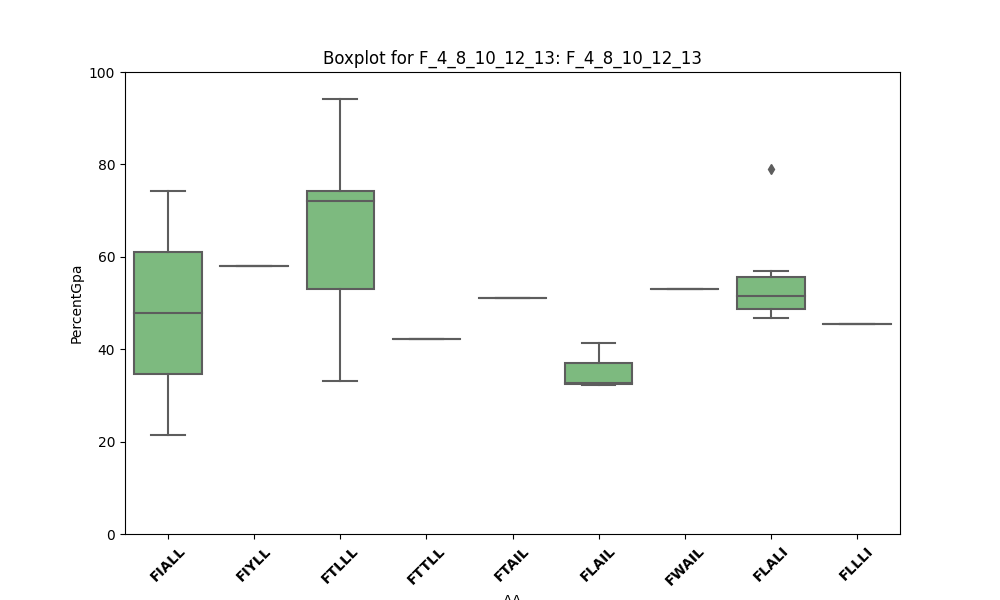 Boxplot for F_4_8_10_12_13: F_4_8_10_12_13
100
80
60
40
20
0
PercentGpa
FIALL
FIYLL
FTLLL
FTTLL
FTAIL
FLAIL
FWAIL
FLALI
FLLLI